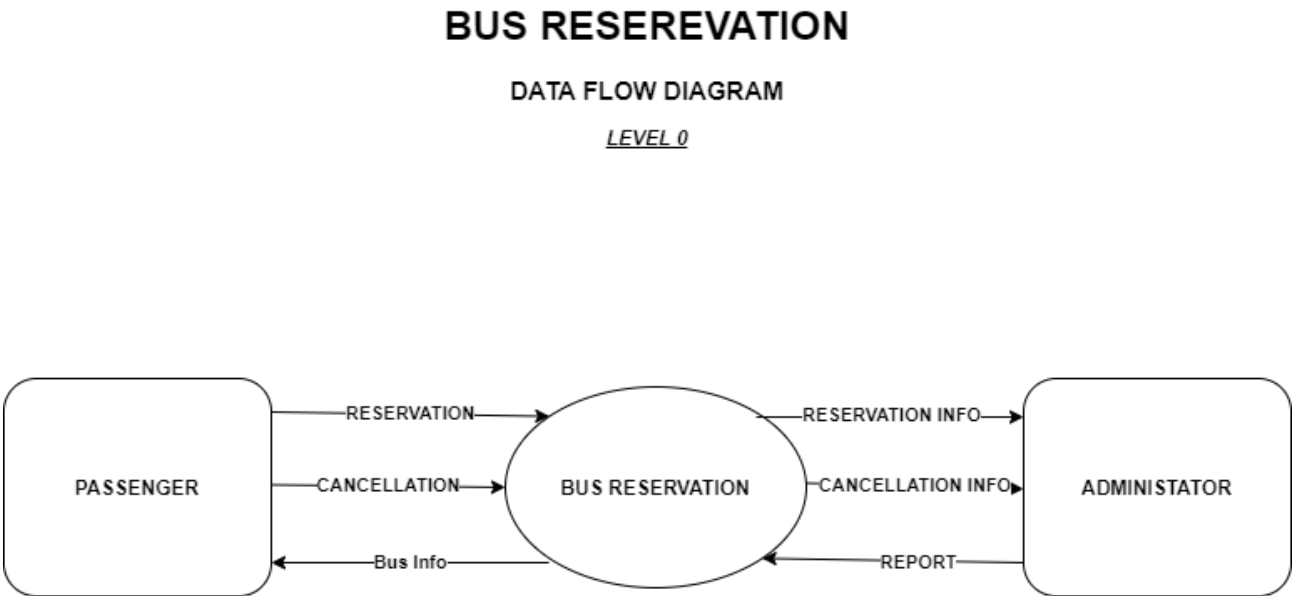 BUS RESEREVATION
DATA FLOW DIAGRAM
LEVEL 0
RESERVATION
RESERVATION INFO
PASSENGER
CANCELLATION
BUS RESERVATION
CANCELLATION INFO
ADMINISTATOR
Bus Info
REPORT